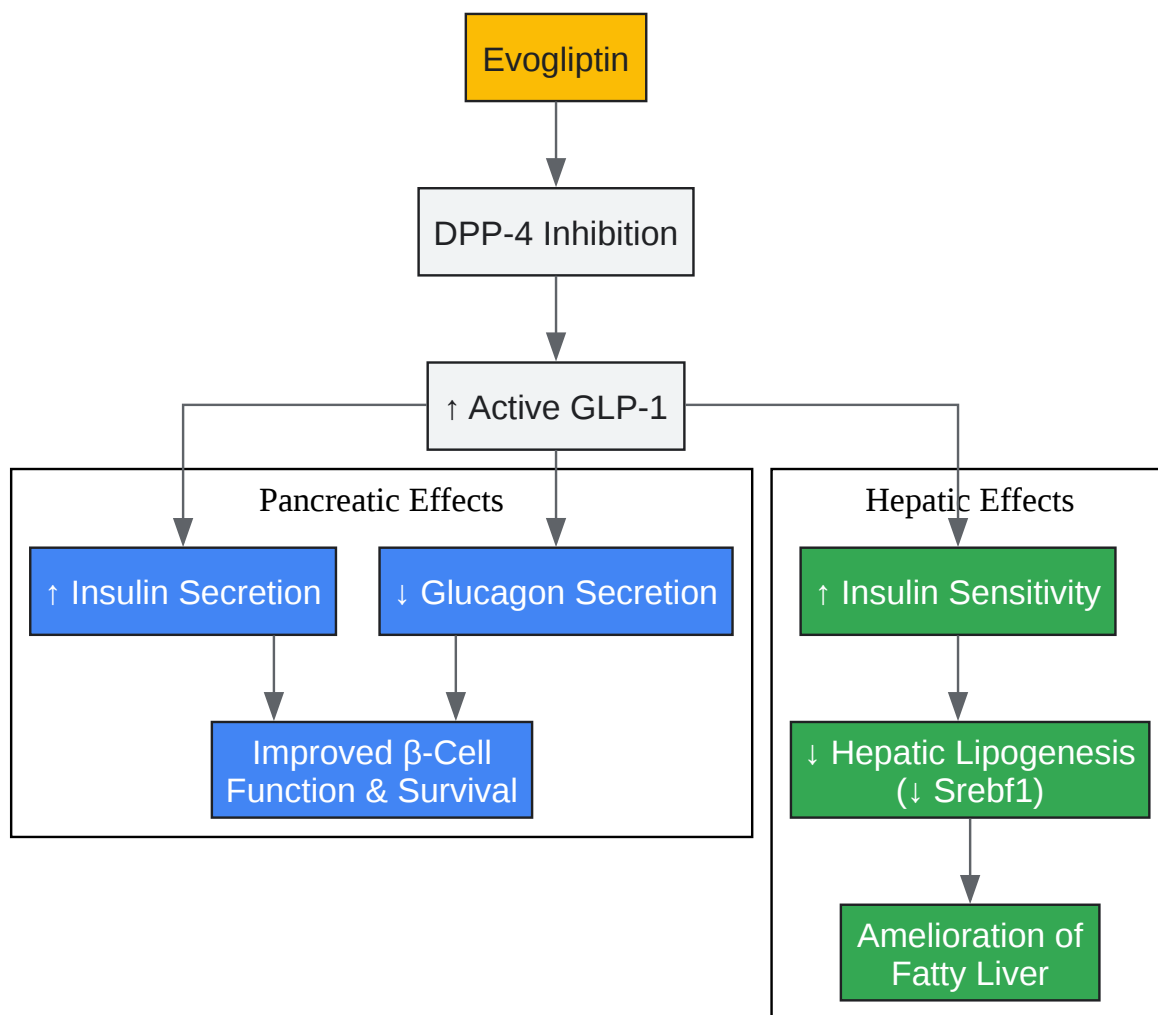 Evogliptin
DPP-4 Inhibition
↑ Active GLP-1
Pancreatic Effects
↑ Insulin Secretion
↓ Glucagon Secretion
Improved β-Cell
Function & Survival
Hepatic Effects
↑ Insulin Sensitivity
↓ Hepatic Lipogenesis
(↓ Srebf1)
Amelioration of
Fatty Liver